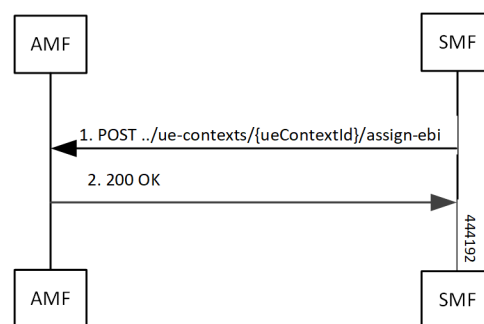 AMF
SMF
1. POST ../ue-contexts/{ueContextId}/assign-ebi
2. 200 OK
444192
AMF
SMF